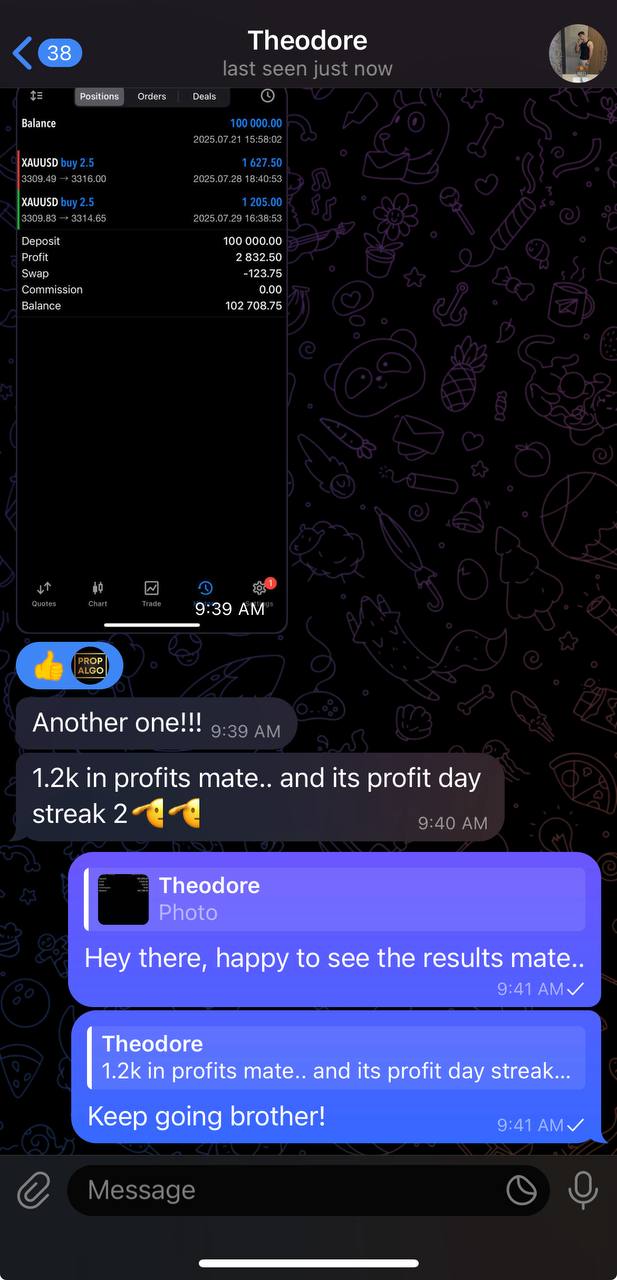 38
Theodore
last seen just now
Positions
Orders
Deals
Balance 100 000.00
2025.07.21 15:58:02
XAUUSD buy 2.5 1 627.50
3309.49 → 3316.00 2025.07.28 18:40:53
XAUUSD buy 2.5 1 205.00
3309.83 → 3314.65 2025.07.29 16:38:53
Deposit 100 000.00
Profit 2 832.50
Swap -123.75
Commission 0.00
Balance 102 708.75
1
Quotes Chart Trade
9:39 AM
PROP
ALGO
Another one!!! 9:39 AM
1.2k in profits mate.. and its profit day
streak 2
9:40 AM
Theodore
Photo
Hey there, happy to see the results mate..
9:41 AM
Theodore
1.2k in profits mate.. and its profit day streak...
Keep going brother! 9:41 AM
Message